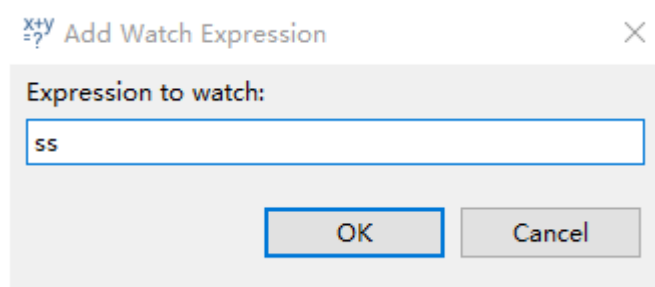 x+y
=?
Add Watch Expression
Expression to watch:
ss
OK
Cancel